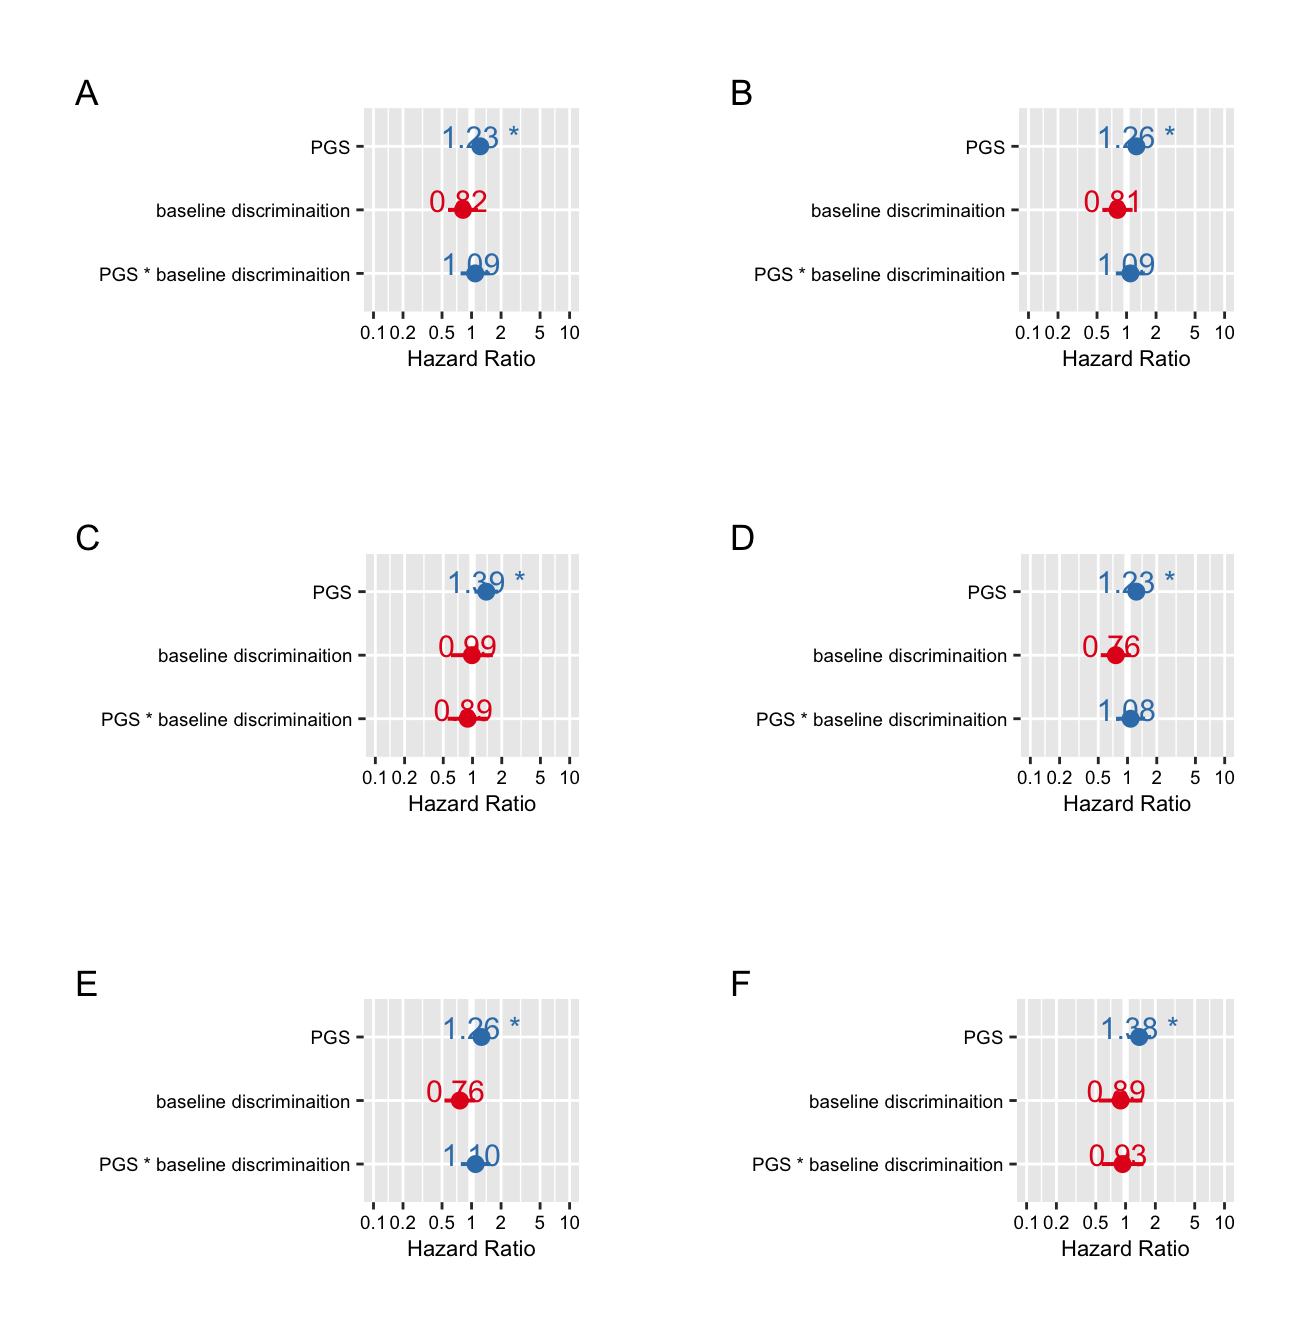 A
1.23 *
PGS
0.82
baseline discriminaition
1.09
PGS * baseline discriminaition
0.1 0.2 0.5 1 2 5 10
Hazard Ratio
B
1.26 *
PGS
0.81
baseline discriminaition
1.09
PGS * baseline discriminaition
0.1 0.2 0.5 1 2 5 10
Hazard Ratio
C
1.39 *
PGS
0.99
baseline discriminaition
0.89
PGS * baseline discriminaition
0.1 0.2 0.5 1 2 5 10
Hazard Ratio
D
1.23 *
PGS
0.76
baseline discriminaition
1.08
PGS * baseline discriminaition
0.1 0.2 0.5 1 2 5 10
Hazard Ratio
E
1.26 *
PGS
0.76
baseline discriminaition
1.10
PGS * baseline discriminaition
0.1 0.2 0.5 1 2 5 10
Hazard Ratio
F
1.38 *
PGS
0.89
baseline discriminaition
0.93
PGS * baseline discriminaition
0.1 0.2 0.5 1 2 5 10
Hazard Ratio